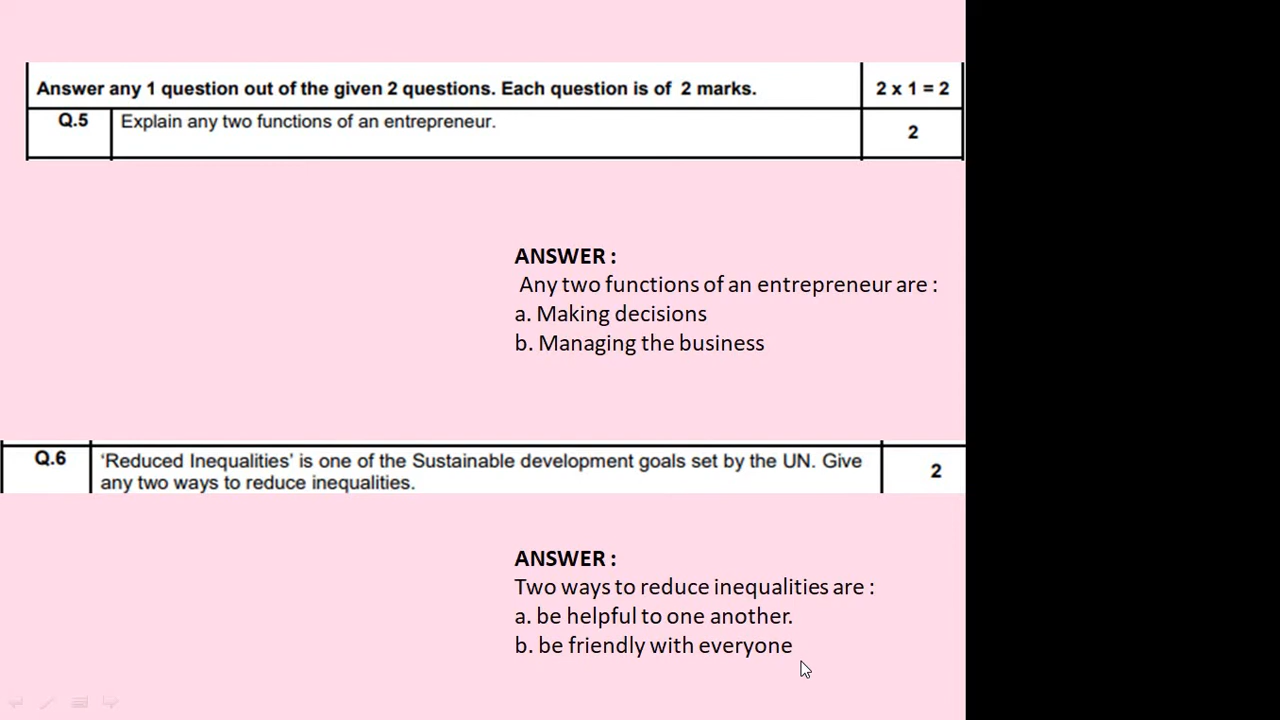 Answer any 1 question out of the given 2 questions. Each question is of 2 marks. 2 x 1 = 2
Q.5 Explain any two functions of an entrepreneur. 2
ANSWER :
Any two functions of an entrepreneur are :
a. Making decisions
b. Managing the business
Q.6 ‘Reduced Inequalities’ is one of the Sustainable development goals set by the UN. Give 2
any two ways to reduce inequalities.
ANSWER :
Two ways to reduce inequalities are :
a. be helpful to one another.
b. be friendly with everyone